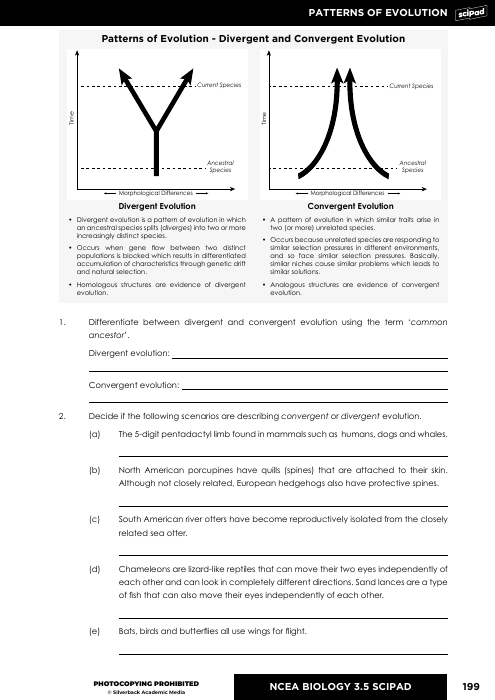 PATTERNS OF EVOLUTION
scipad
Patterns of Evolution - Divergent and Convergent Evolution
Time
Current Species
Ancestral
Species
Morphological Differences
Time
Current Species
Ancestral
Species
Morphological Differences
Divergent Evolution
• Divergent evolution is a pattern of evolution in which
an ancestral species splits (diverges) into two or more
increasingly distinct species.
• Occurs when gene flow between two distinct
populations is blocked which results in differentiated
accumulation of characteristics through genetic drift
and natural selection.
• Homologous structures are evidence of divergent
evolution.
Convergent Evolution
• A pattern of evolution in which similar traits arise in
two (or more) unrelated species.
• Occurs because unrelated species are responding to
similar selection pressures in different environments,
and so face similar selection pressures. Basically,
similar niches cause similar problems which leads to
similar solutions.
• Analogous structures are evidence of convergent
evolution.
1. Differentiate between divergent and convergent evolution using the term ‘common
ancestor’.
Divergent evolution:
Convergent evolution:
2. Decide if the following scenarios are describing convergent or divergent evolution.
(a) The 5-digit pentadactyl limb found in mammals such as humans, dogs and whales.
(b) North American porcupines have quills (spines) that are attached to their skin.
Although not closely related, European hedgehogs also have protective spines.
(c) South American river otters have become reproductively isolated from the closely
related sea otter.
(d) Chameleons are lizard-like reptiles that can move their two eyes independently of
each other and can look in completely different directions. Sand lances are a type
of fish that can also move their eyes independently of each other.
(e) Bats, birds and butterflies all use wings for flight.
PHOTOCOPYING PROHIBITED
© Silverback Academic Media
NCEA BIOLOGY 3.5 SCIPAD
199